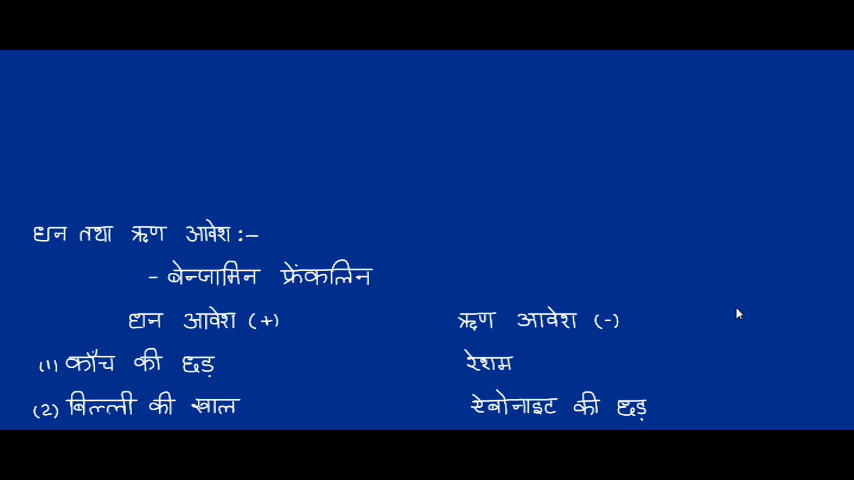 धन तथा ऋण आवेश :–
- बेन्जामिन फ्रेंकलिन
धन आवेश (+) ऋण आवेश (-)
(1) काँच की छड़ रेशम
(2) बिल्ली की खाल ऐबोनाइट की छड़